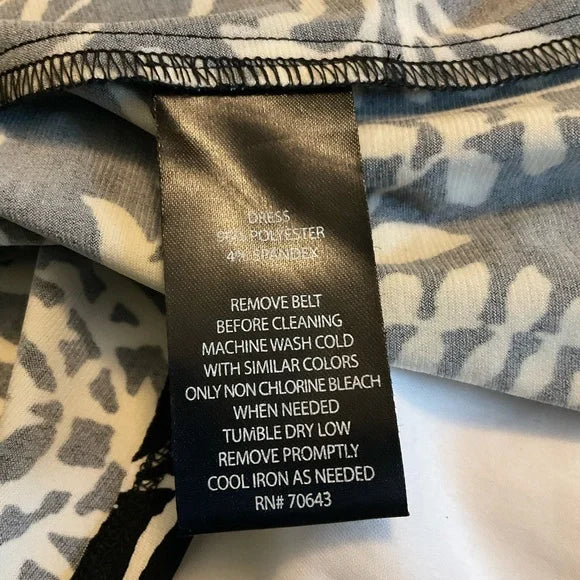 DRESS
96% POLYESTER
4% SPANDEX
REMOVE BELT
BEFORE CLEANING
MACHINE WASH COLD
WITH SIMILAR COLORS
ONLY NON CHLORINE BLEACH
WHEN NEEDED
TUMBLE DRY LOW
REMOVE PROMPTLY
COOL IRON AS NEEDED
RN# 70643